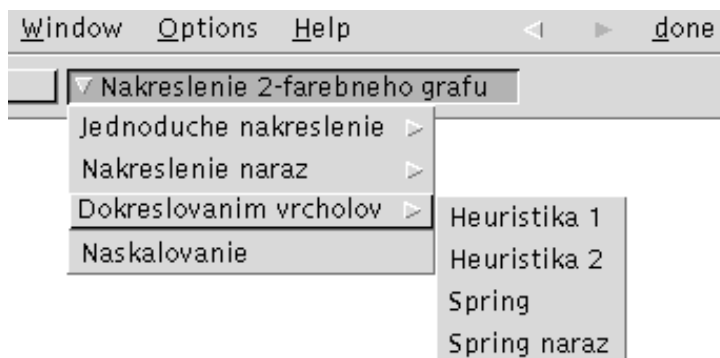 Window Options Help done
Nakreslenie 2-farebneho grafu
Jednoduche nakreslenie
Nakreslenie naraz
Dokreslovanim vrcholov
Naskalovanie
Heuristika 1
Heuristika 2
Spring
Spring naraz